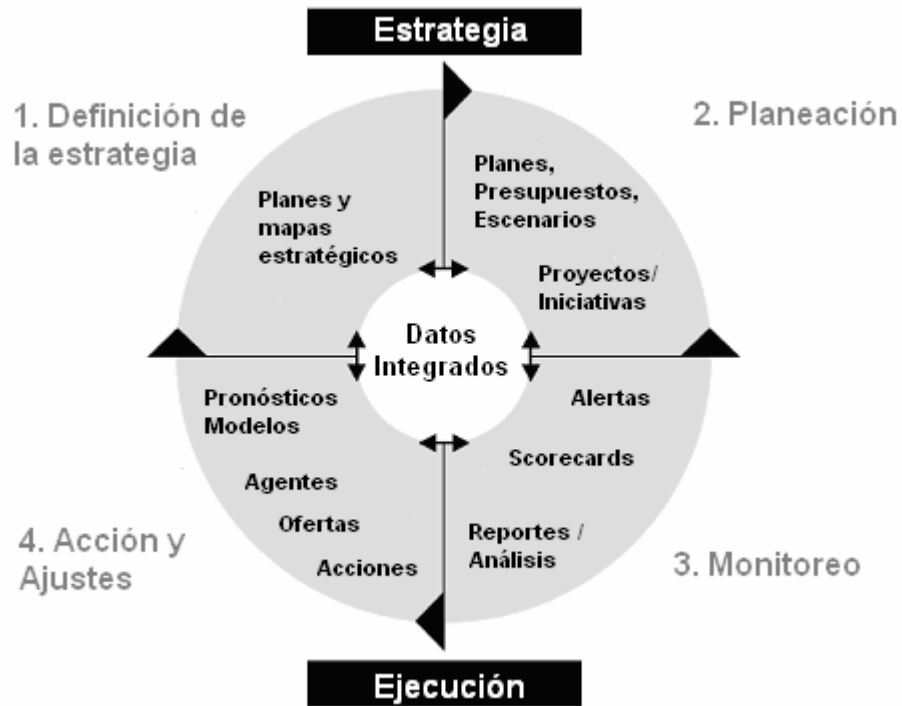 Estrategia
1. Definición de
la estrategia
2. Planeación
Planes y
mapas
estratégicos
Planes,
Presupuestos,
Escenarios
Proyectos/
Iniciativas
Datos
Integrados
Pronósticos
Modelos
Agentes
Ofertas
Acciones
Alertas
Scorecards
Reportes /
Análisis
4. Acción y
Ajustes
3. Monitoreo
Ejecución